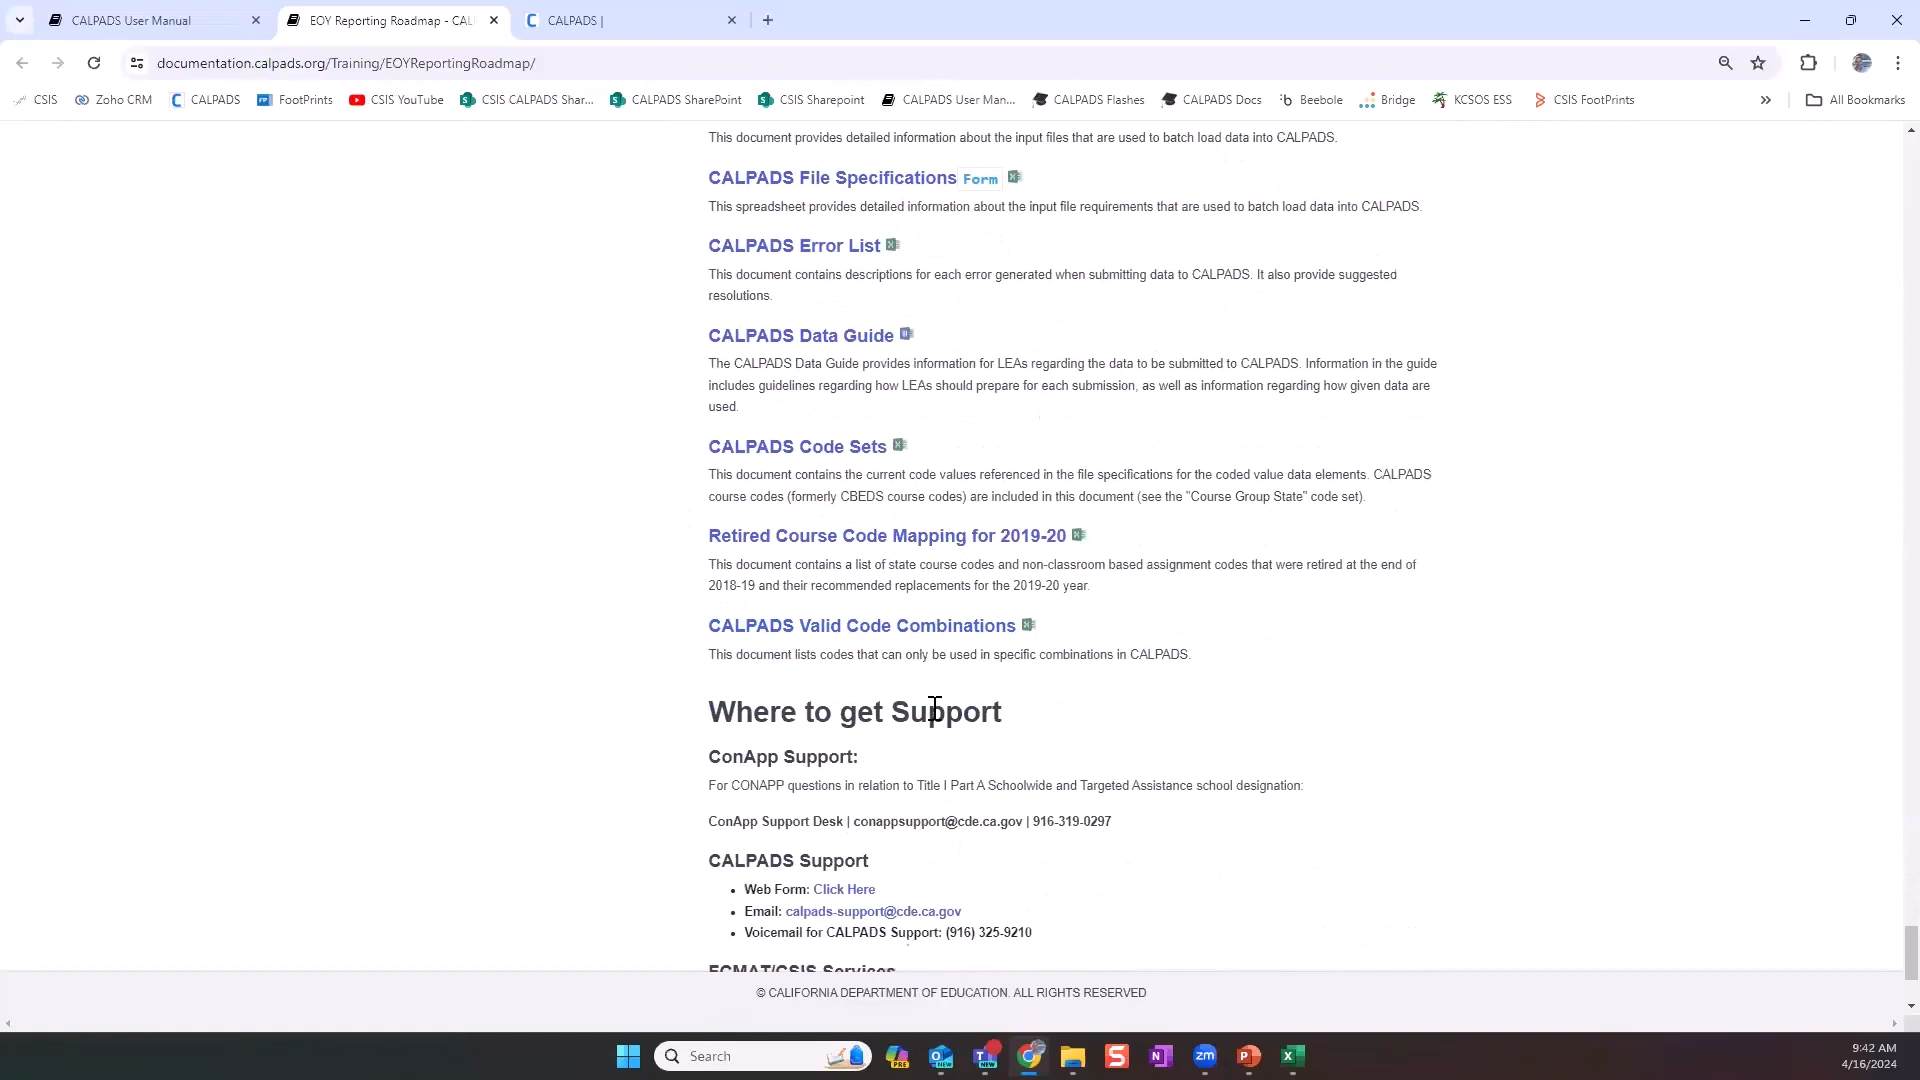 CALPADS User Manual
EOY Reporting Roadmap - CAL
CALPADS |
documentation.calpads.org/Training/EOYReportingRoadmap/
CSIS
Zoho CRM
CALPADS
FootPrints
CSIS YouTube
CSIS CALPADS Shar...
CALPADS SharePoint
CSIS Sharepoint
CALPADS User Man...
CALPADS Flashes
CALPADS Docs
Beebole
Bridge
KCSOS ESS
CSIS FootPrints
All Bookmarks
This document provides detailed information about the input files that are used to batch load data into CALPADS.
CALPADS File Specifications Form
This spreadsheet provides detailed information about the input file requirements that are used to batch load data into CALPADS.
CALPADS Error List
This document contains descriptions for each error generated when submitting data to CALPADS. It also provide suggested
resolutions.
CALPADS Data Guide
The CALPADS Data Guide provides information for LEAs regarding the data to be submitted to CALPADS. Information in the guide
includes guidelines regarding how LEAs should prepare for each submission, as well as information regarding how given data are
used.
CALPADS Code Sets
This document contains the current code values referenced in the file specifications for the coded value data elements. CALPADS
course codes (formerly CBEDS course codes) are included in this document (see the "Course Group State" code set).
Retired Course Code Mapping for 2019-20
This document contains a list of state course codes and non-classroom based assignment codes that were retired at the end of
2018-19 and their recommended replacements for the 2019-20 year.
CALPADS Valid Code Combinations
This document lists codes that can only be used in specific combinations in CALPADS.
Where to get Support
ConApp Support:
For CONAPP questions in relation to Title I Part A Schoolwide and Targeted Assistance school designation:
ConApp Support Desk | conappsupport@cde.ca.gov | 916-319-0297
CALPADS Support
• Web Form: Click Here
• Email: calpads-support@cde.ca.gov
• Voicemail for CALPADS Support: (916) 325-9210
FCMAT/CSIS Services
© CALIFORNIA DEPARTMENT OF EDUCATION. ALL RIGHTS RESERVED
Search
9:42 AM
4/16/2024